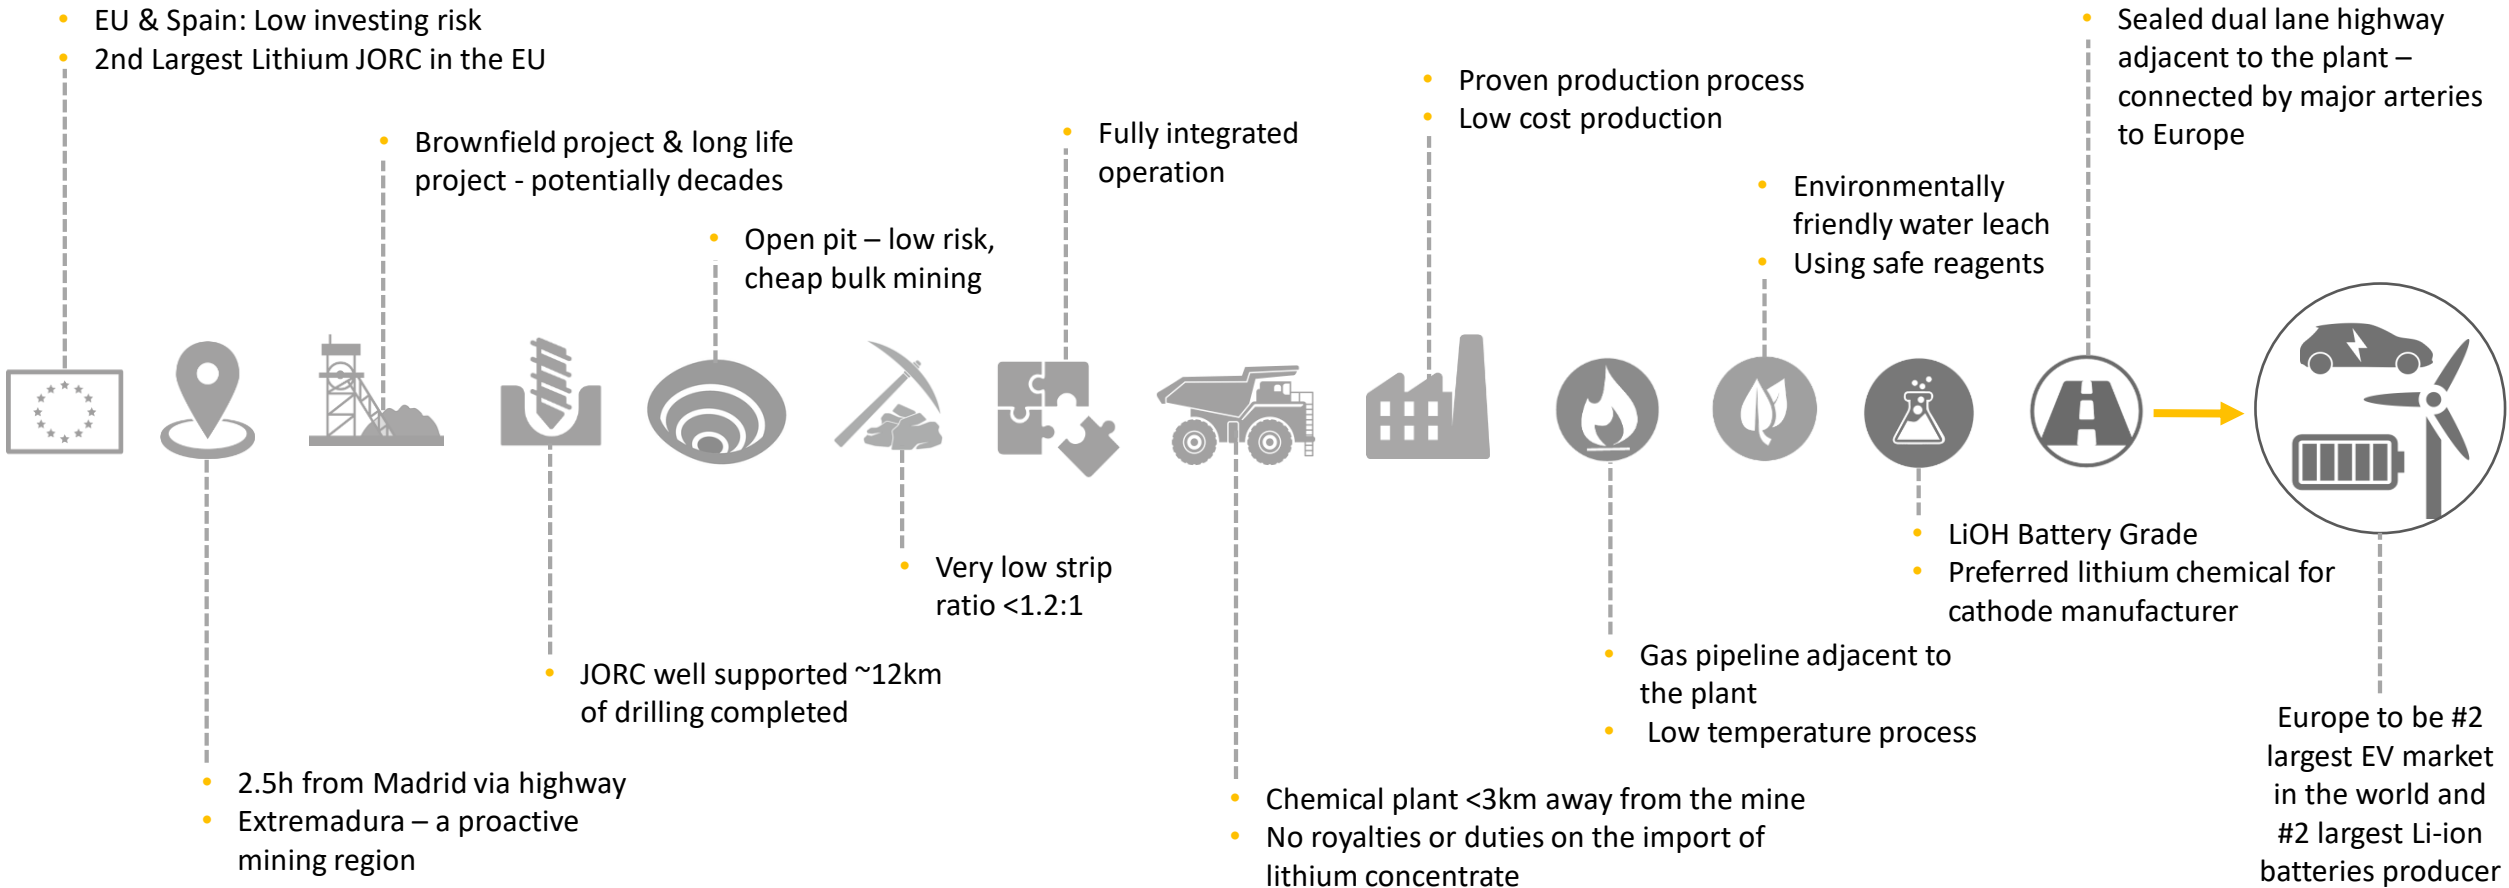 • EU & Spain: Low investing risk
• 2nd Largest Lithium JORC in the EU
• 2.5h from Madrid via highway
• Extremadura – a proactive
mining region
• Brownfield project & long life
project - potentially decades
• JORC well supported ~12km
of drilling completed
• Open pit – low risk,
cheap bulk mining
• Very low strip
ratio <1.2:1
• Fully integrated
operation
• Chemical plant <3km away from the mine
• No royalties or duties on the import of
lithium concentrate
• Proven production process
• Low cost production
• Gas pipeline adjacent to
the plant
• Low temperature process
• Environmentally
friendly water leach
• Using safe reagents
• LiOH Battery Grade
• Preferred lithium chemical for
cathode manufacturer
• Sealed dual lane highway
adjacent to the plant –
connected by major arteries
to Europe
Europe to be #2
largest EV market
in the world and
#2 largest Li-ion
batteries producer